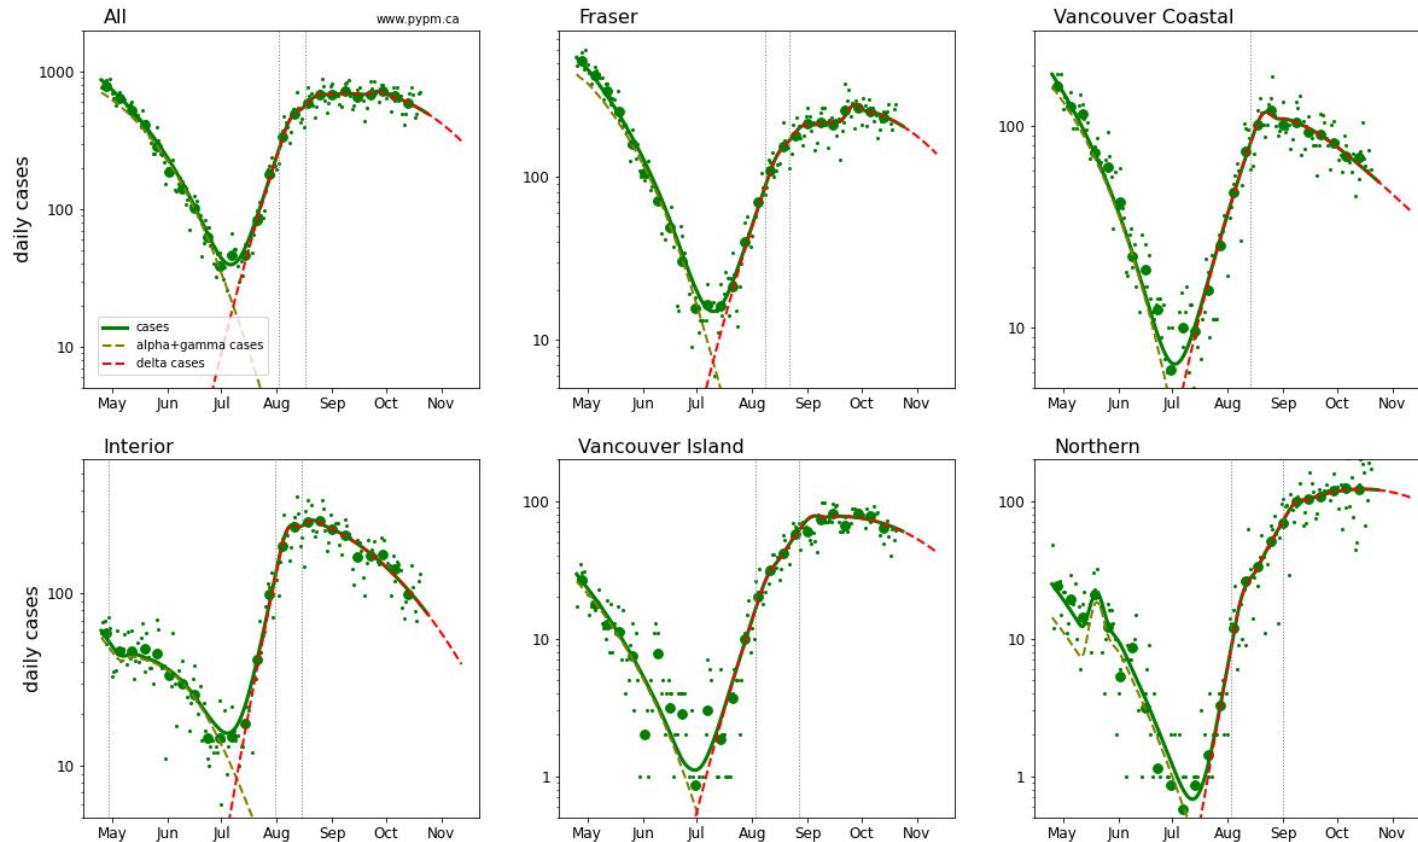 All
www.pypm.ca
Fraser
Vancouver Coastal
daily cases
1000
100
10
cases
alpha+gamma cases
delta cases
May Jun Jul Aug Sep Oct Nov
100
10
May Jun Jul Aug Sep Oct Nov
100
10
May Jun Jul Aug Sep Oct Nov
Interior
Vancouver Island
Northern
daily cases
100
10
May Jun Jul Aug Sep Oct Nov
100
10
1
May Jun Jul Aug Sep Oct Nov
100
10
1
May Jun Jul Aug Sep Oct Nov